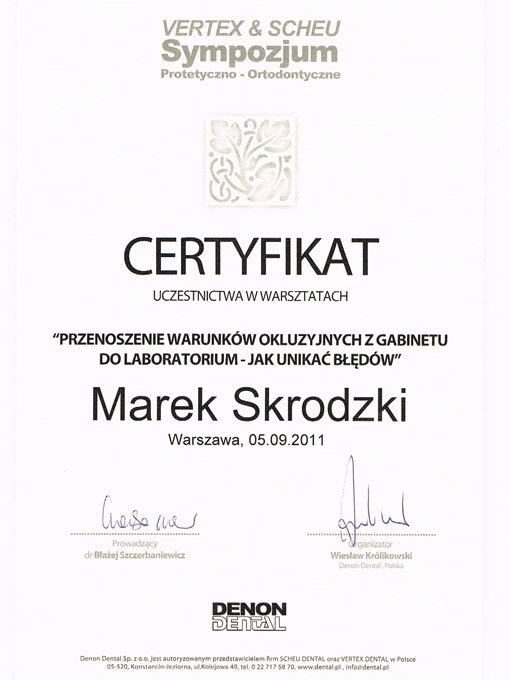 VERTEX & SCHEU
Sympozjum
Protetyczno - Ortodontyczne
CERTYFIKAT
UCZESTNICTWA W WARSZTATACH
“PRZENOSZENIE WARUNKÓW OKLUZYJNYCH Z GABINETU
DO LABORATORIUM - JAK UNIKAĆ BŁĘDÓW”
Marek Skrodzki
Warszawa, 05.09.2011
Prowadzący
dr Błażej Szczerbaniewicz
Organizator
Wiesław Królikowski
Denon Dental, Polska
DENON
DENTAL
Denon Dental Sp. z o.o. jest autoryzowanym przedstawicielem firm SCHEU DENTAL oraz VERTEX DENTAL w Polsce
05-520, Konstancin-Jeziorna, ul.Kolejowa 49, tel. 0 22 717 58 70, www.dental.pl , info@dental.pl